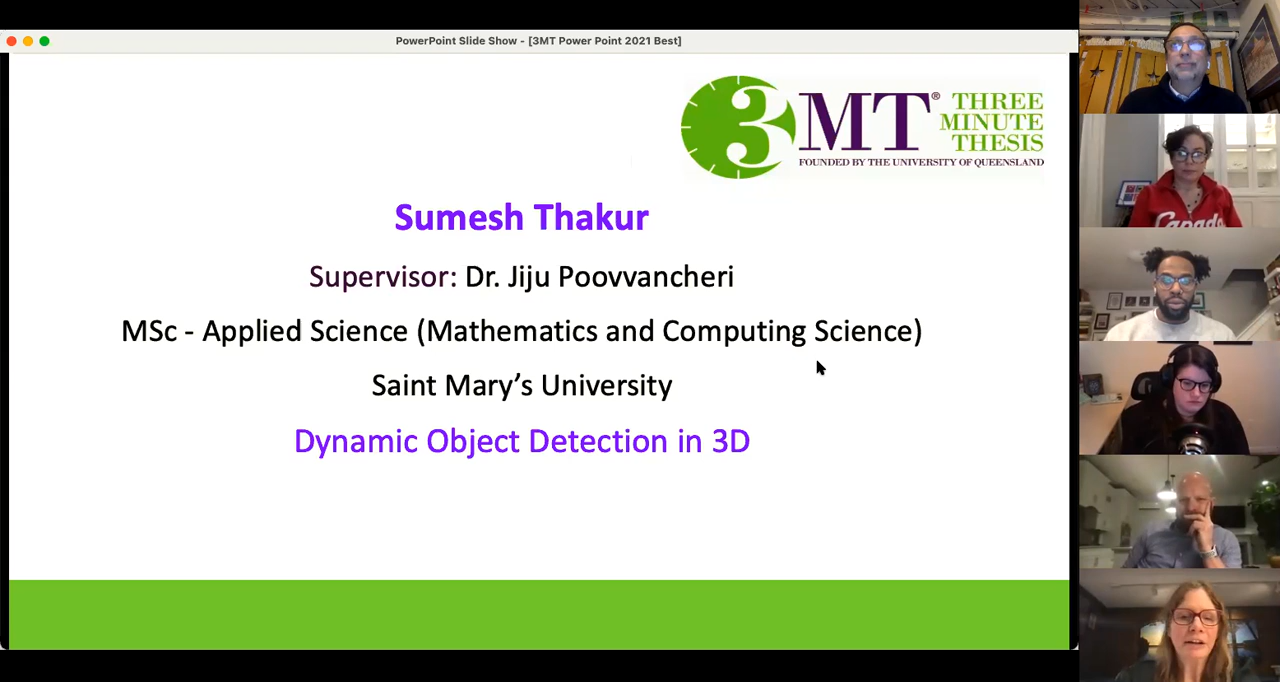 PowerPoint Slide Show - [3MT Power Point 2021 Best]
3MT® THREE
MINUTE
THESIS
FOUNDED BY THE UNIVERSITY OF QUEENSLAND
Sumesh Thakur
Supervisor: Dr. Jiju Poovvancheri
MSc - Applied Science (Mathematics and Computing Science)
Saint Mary’s University
Dynamic Object Detection in 3D
Canada